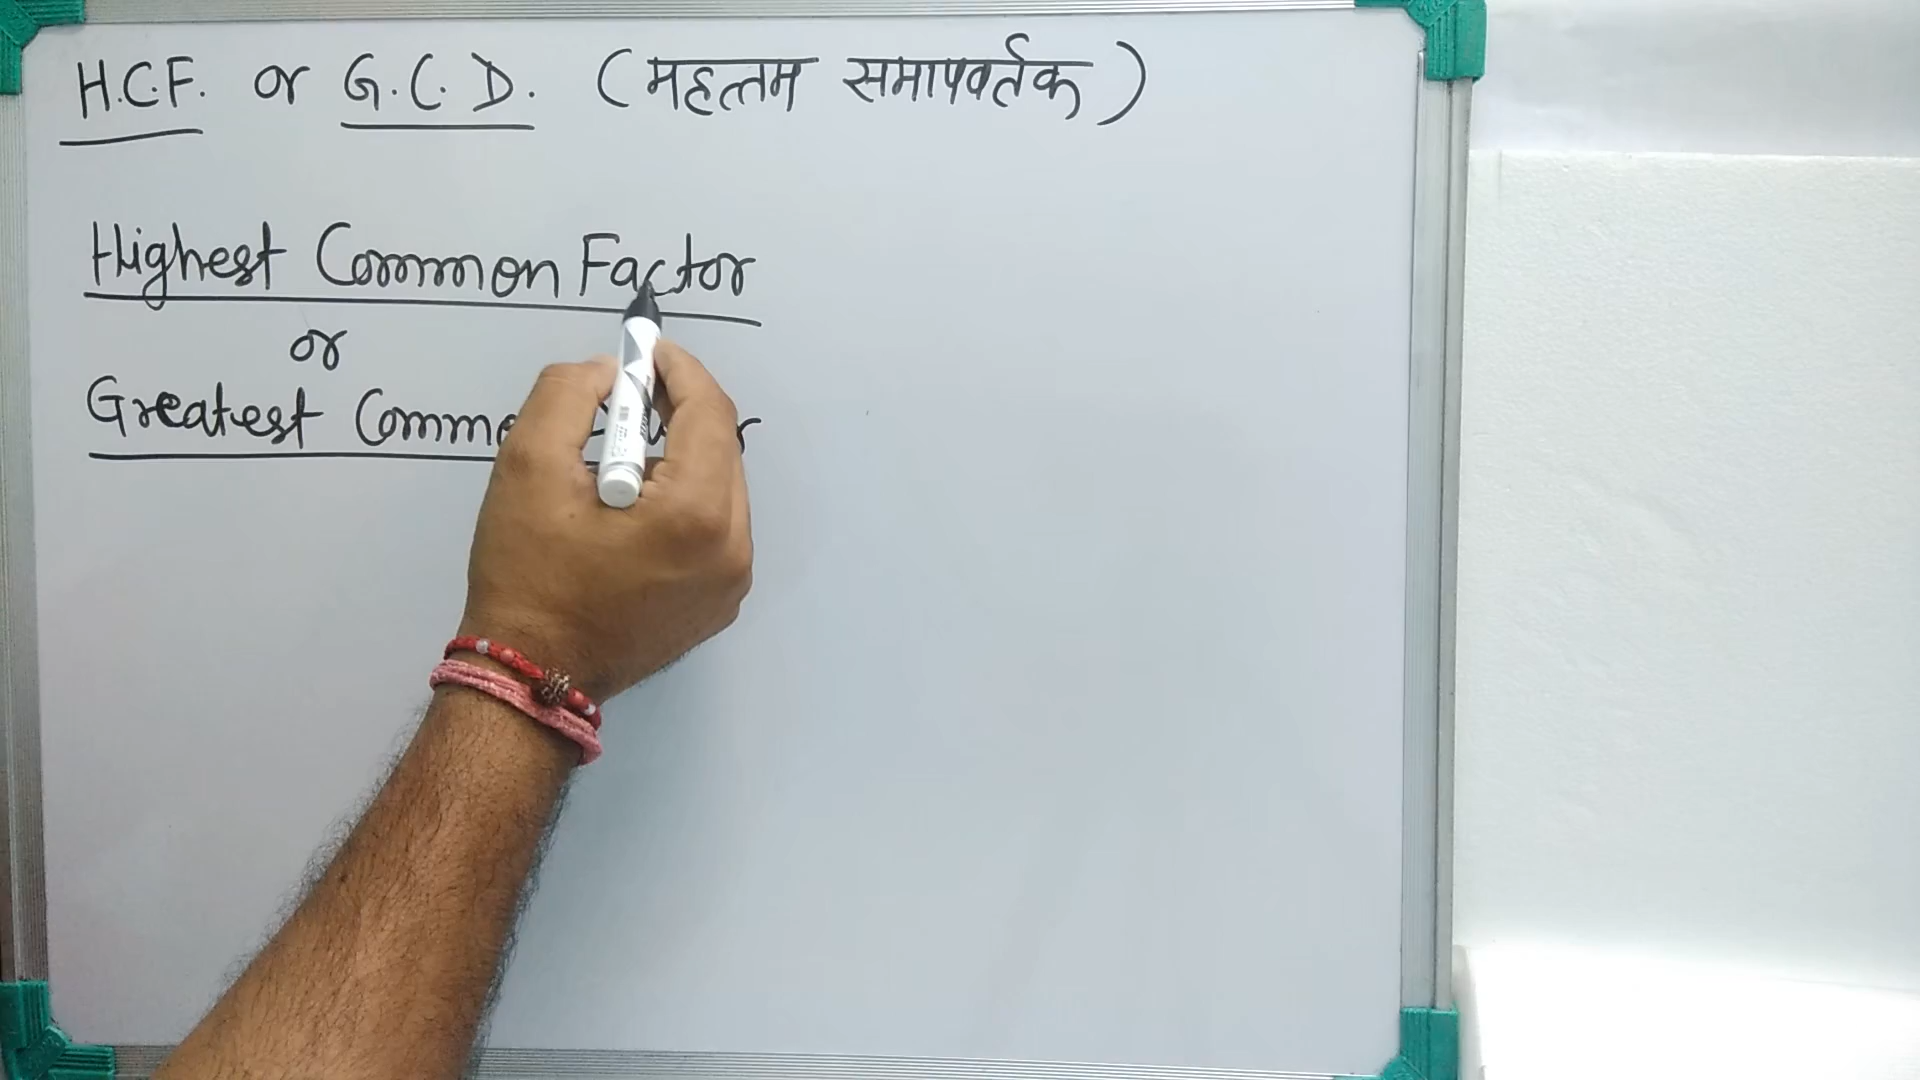 H.C.F. or G.C.D. (महत्तम समापवर्तक)
Highest Common Factor
or
Greatest